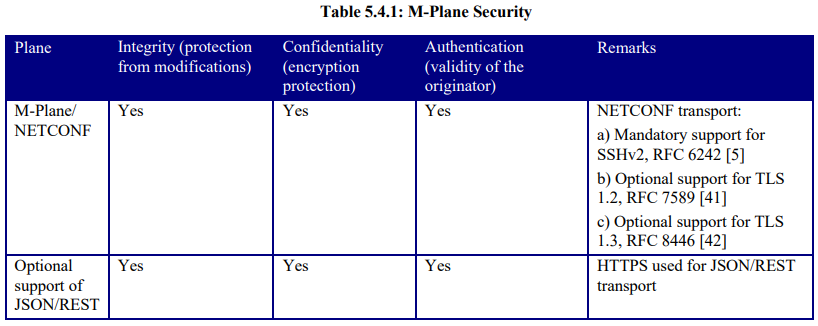 Table 5.4.1: M-Plane Security
Plane
Integrity (protection
from modifications)
Confidentiality
(encryption
protection)
Authentication
(validity of the
originator)
Remarks
M-Plane/
NETCONF
Yes
Yes
Yes
NETCONF transport:
a) Mandatory support for
SSHv2, RFC 6242 [5]
b) Optional support for TLS
1.2, RFC 7589 [41]
c) Optional support for TLS
1.3, RFC 8446 [42]
Optional
support of
JSON/REST
Yes
Yes
Yes
HTTPS used for JSON/REST
transport